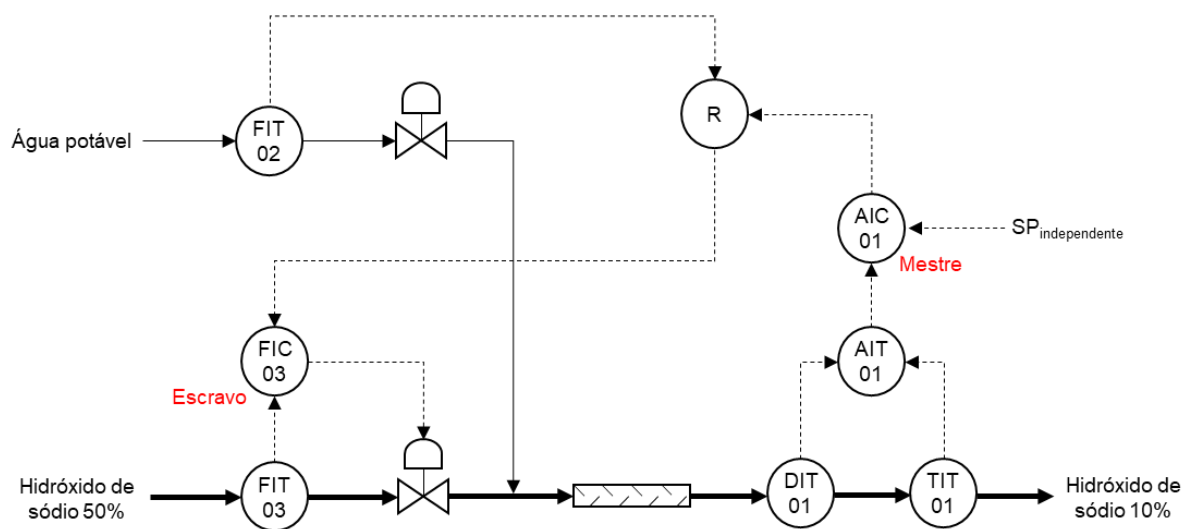 FIT
02
Água potável
R
AIC
01
SPindependente
Mestre
FIC
03
Escravo
AIT
01
Hidróxido de
sódio 50%
FIT
03
DIT
01
TIT
01
Hidróxido de
sódio 10%